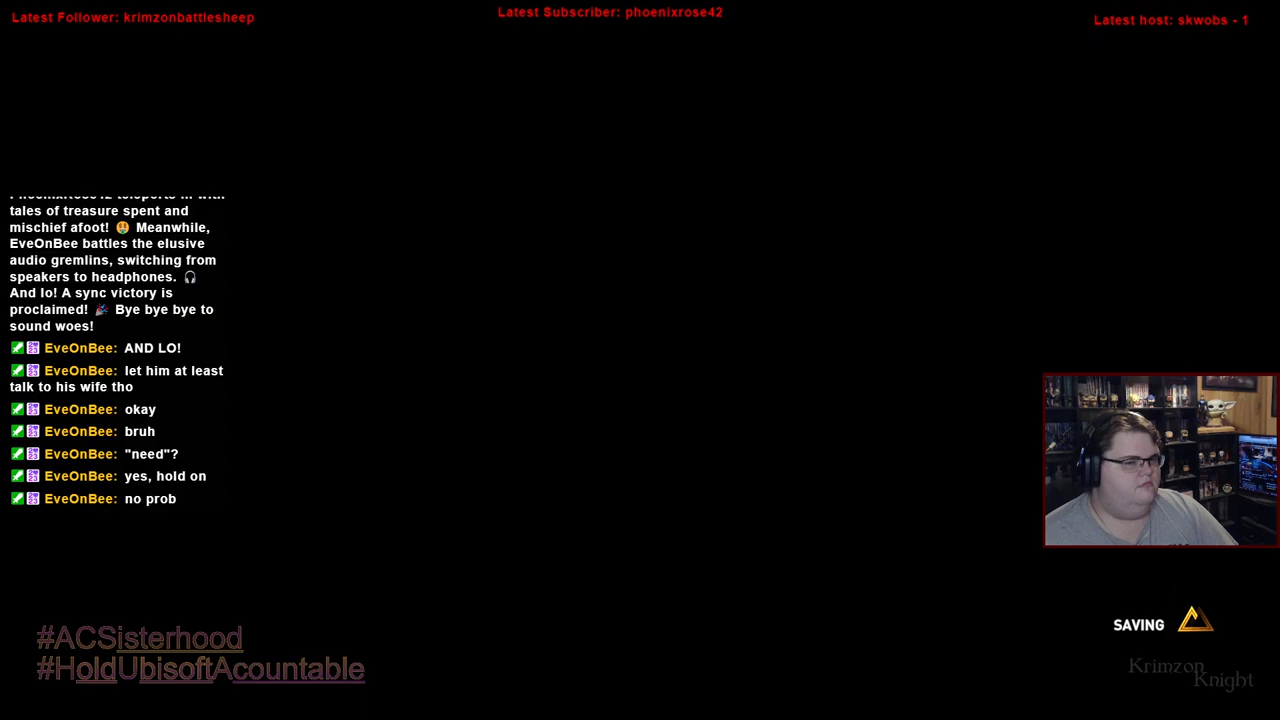 Latest Follower: krimzonbattlesheep
Latest Subscriber: phoenixrose42
Latest host: skwobs - 1
tales of treasure spent and
mischief afoot! 🤑 Meanwhile,
EveOnBee battles the elusive
audio gremlins, switching from
speakers to headphones. 🎧
And lo! A sync victory is
proclaimed! 🎉 Bye bye bye to
sound woes!
EveOnBee: AND LO!
EveOnBee: let him at least
talk to his wife tho
EveOnBee: okay
EveOnBee: bruh
EveOnBee: "need"?
EveOnBee: yes, hold on
EveOnBee: no prob
SAVING
#ACSisterhood
#HoldUbisoftAcountable
Krimzon
Knight